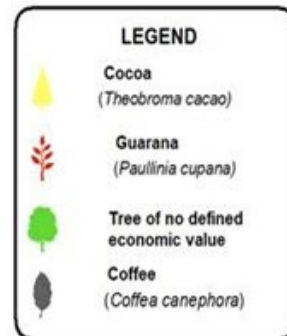 LEGEND
Cocoa
(Theobroma cacao)
Guarana
(Paullinia cupana)
Tree of no defined
economic value
Coffee
(Coffea canephora)